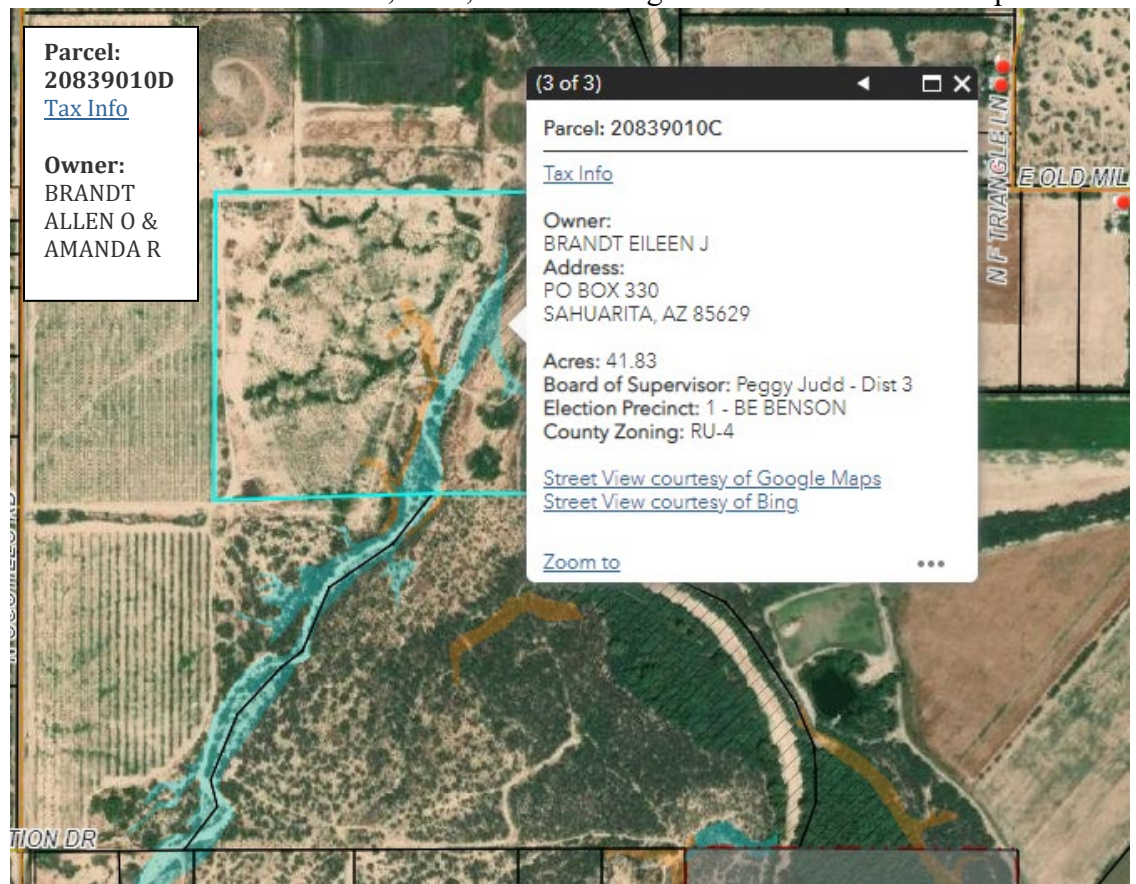 Parcel:
20839010D
Tax Info
Owner:
BRANDT
ALLEN O &
AMANDA R
(3 of 3)
Parcel: 20839010C
Tax Info
Owner:
BRANDT EILEEN J
Address:
PO BOX 330
SAHUARITA, AZ 85629
Acres: 41.83
Board of Supervisor: Peggy Judd - Dist 3
Election Precinct: 1 - BE BENSON
County Zoning: RU-4
Street View courtesy of Google Maps
Street View courtesy of Bing
Zoom to
N F TRIANGLE LN
E OLD MIL
TION DR